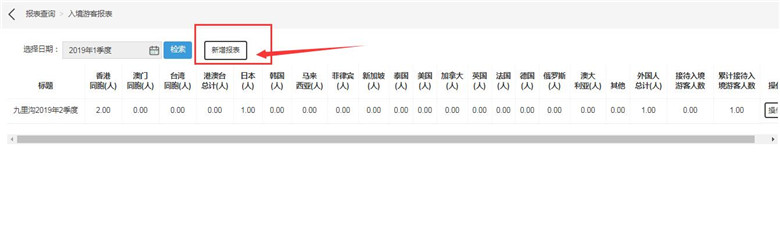 报表查询 > 入境游客报表
选择日期： 2019年1季度 检索 新增报表
标题 香港同胞(人) 澳门同胞(人) 台湾同胞(人) 港澳台总计(人) 日本(人) 韩国(人) 马来西亚(人) 菲律宾(人) 新加坡(人) 泰国(人) 美国(人) 加拿大(人) 英国(人) 法国(人) 德国(人) 俄罗斯(人) 澳大利亚(人) 其他 外国人总计(人) 接待入境游客人数 累计接待入境游客人数
九里沟2019年2季度 2.00 0.00 0.00 0.00 1.00 0.00 0.00 0.00 0.00 0.00 0.00 0.00 0.00 0.00 0.00 0.00 0.00 0.00 1.00 0.00 1.00